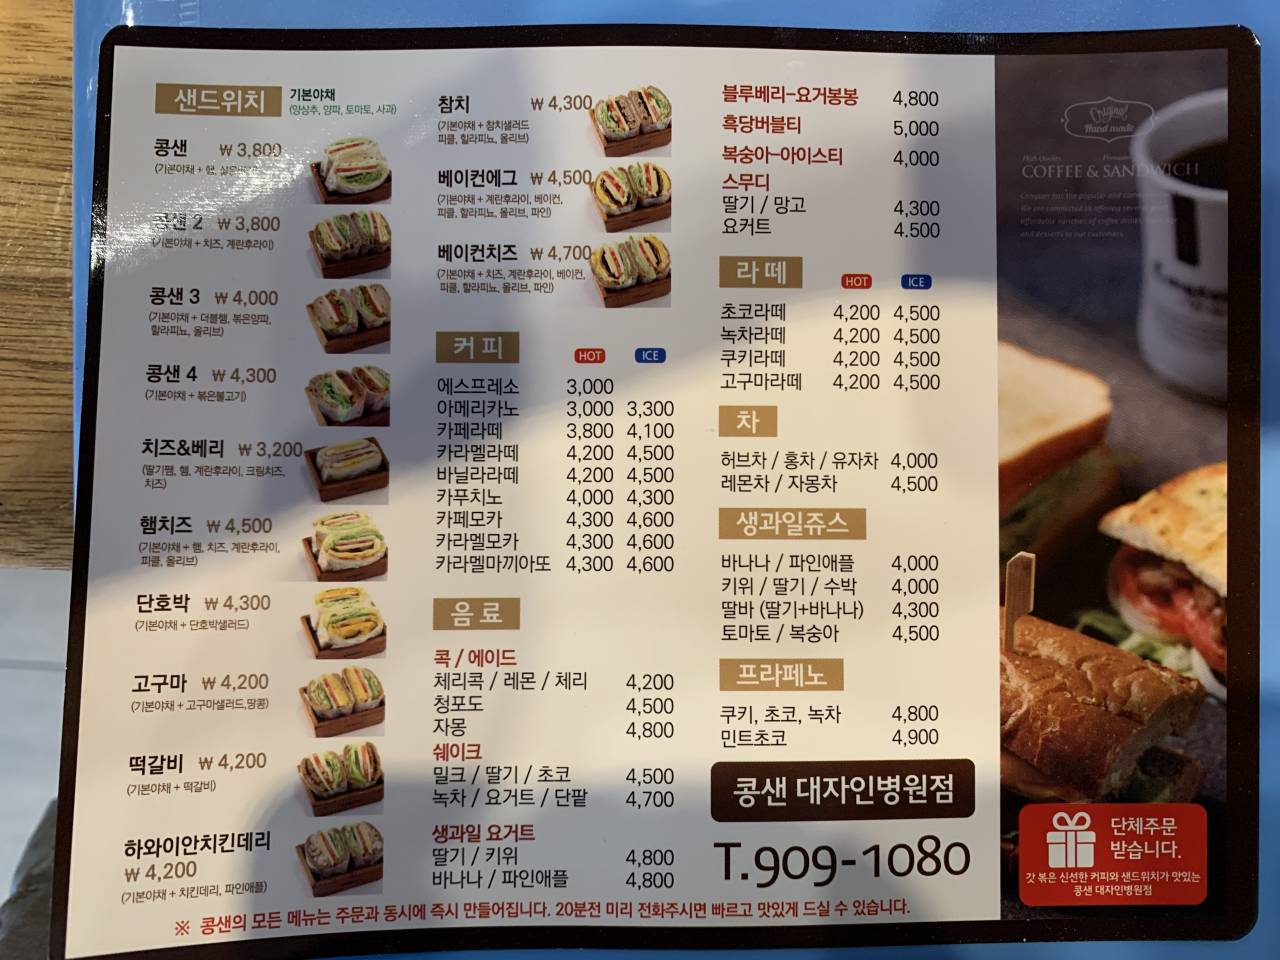 샌드위치 기본야채
(양상추, 양파, 토마토, 사과)
콩샌 ₩ 3,800
(기본야채 + 햄,
콩샌 2 ₩ 3,800
(기본야채 + 치즈, 계란후라이)
콩샌 3 ₩ 4,000
(기본야채 + 더블햄, 볶은양파,
할라피뇨, 올리브)
콩샌 4 ₩ 4,300
(기본야채 + 볶은불고기)
치즈&베리 ₩ 3,200
(딸기쨈, 햄, 계란후라이, 크림치즈,
치즈)
햄치즈 ₩ 4,500
(기본야채 + 햄, 치즈, 계란후라이,
피클, 올리브)
단호박 ₩ 4,300
(기본야채 + 단호박샐러드)
고구마 ₩ 4,200
(기본야채 + 고구마샐러드,땅콩)
떡갈비 ₩ 4,200
(기본야채 + 떡갈비)
하와이안치킨데리
₩ 4,200
(기본야채 + 치킨데리, 파인애플)
참치 ₩ 4,300
(기본야채 + 참치샐러드
피클, 할라피뇨, 올리브)
베이컨에그 ₩ 4,500
(기본야채 + 계란후라이, 베이컨,
피클, 할라피뇨, 올리브, 파인)
베이컨치즈 ₩ 4,700
(기본야채 + 치즈, 계란후라이, 베이컨,
피클, 할라피뇨, 올리브, 파인)
커피 HOT ICE
에스프레소 3,000
아메리카노 3,000 3,300
카페라떼 3,800 4,100
카라멜라떼 4,200 4,500
바닐라라떼 4,200 4,500
카푸치노 4,000 4,300
카페모카 4,300 4,600
카라멜모카 4,300 4,600
카라멜마끼아또 4,300 4,600
음료
콕 / 에이드
체리콕 / 레몬 / 체리 4,200
청포도 4,500
자몽 4,800
쉐이크
밀크 / 딸기 / 초코 4,500
녹차 / 요거트 / 단팥 4,700
생과일 요거트
딸기 / 키위 4,800
바나나 / 파인애플 4,800
블루베리-요거봉봉 4,800
흑당버블티 5,000
복숭아-아이스티 4,000
스무디
딸기 / 망고 4,300
요커트 4.500
라떼 HOT ICE
초코라떼 4,200 4,500
녹차라떼 4,200 4,500
쿠키라떼 4,200 4,500
고구마라떼 4,200 4,500
차
허브차 / 홍차 / 유자차 4,000
레몬차 / 자몽차 4,500
생과일쥬스
바나나 / 파인애플 4,000
키위 / 딸기 / 수박 4,000
딸바 (딸기+바나나) 4,300
토마토 / 복숭아 4,500
프라페노
쿠키, 초코, 녹차 4,800
민트초코 4,900
콩샌 대자인병원점
T.909-1080
※ 콩샌의 모든 메뉴는 주문과 동시에 즉시 만들어집니다. 20분전 미리 전화주시면 빠르고 맛있게 드실 수 있습니다.
Original
Hand made
High Quality
COFFEE & SANDWICH
단체주문
받습니다.
갓 볶은 신선한 커피와 샌드위치가 맛있는
콩샌 대자인병원점